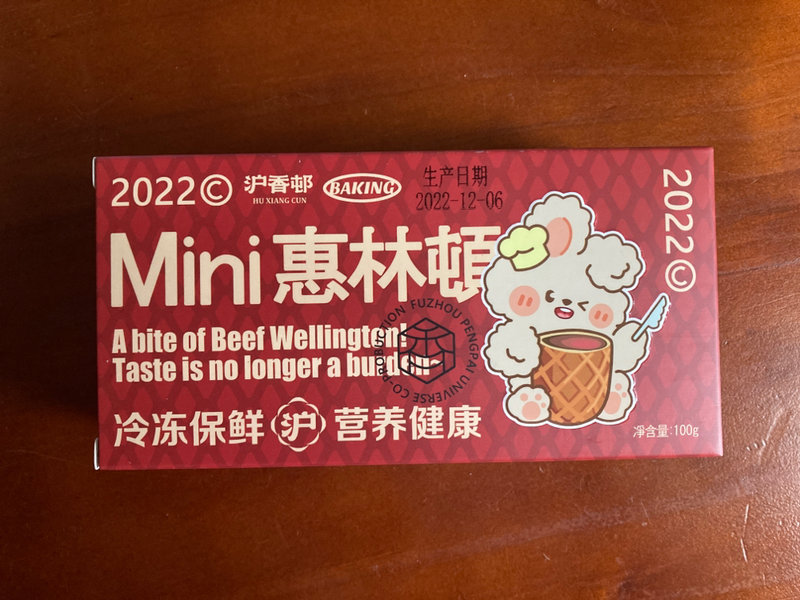 2022©
沪香邨
HU XIANG CUN
BAKING
生产日期
2022-12-06
2022©
Mini 惠林頓
A bite of Beef Wellington!
Taste is no longer a burden~
FUZHOU PENGPAI UNIVERSE CO-PRODUCTION
冷冻保鲜 沪 营养健康
净含量:100g